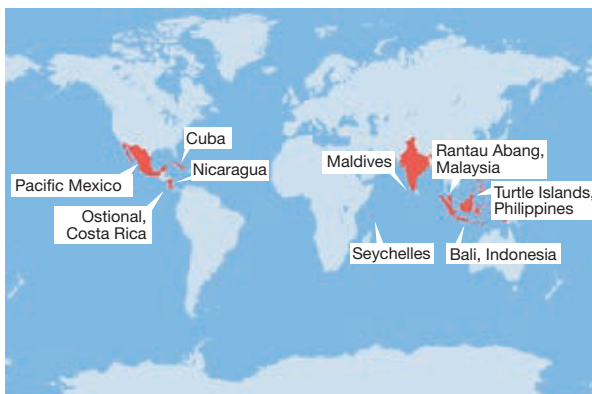 Cuba
Nicaragua
Pacific Mexico
Ostional,
Costa Rica
Maldives
Rantau Abang,
Malaysia
Turtle Islands,
Philippines
Seychelles
Bali, Indonesia